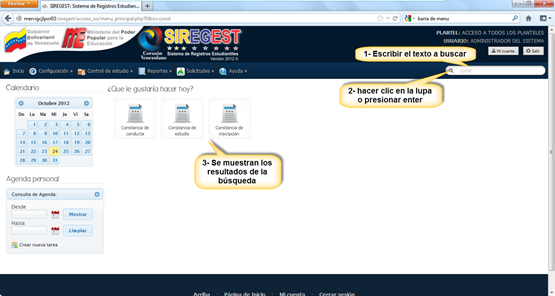 Firefox
SIREGEST: Sistema de Registros Estudian...
marvigclpor03/siregest/acceso_sir/menu_principal.php?filtro=const
barra de menu
Gobierno Bolivariano de Venezuela
Ministerio del Poder Popular para la Educación
Corazón Venezolano
SIREGEST
Sistema de Registros Estudiantiles
PLANTEL: ACCESO A TODOS LOS PLANTELES
USUARIO: ADMINISTRADOR DEL SISTEMA
Mi cuenta
Salir
Inicio
Configuración »
Control de estudio »
Reportes »
Solicitudes »
Ayuda »
1- Escribir el texto a buscar
2- hacer clic en la lupa
o presionar enter
Calendario
Octubre 2012
Do Lu Ma Mi Ju Vi Sa
1 2 3 4 5 6
7 8 9 10 11 12 13
14 15 16 17 18 19 20
21 22 23 24 25 26 27
28 29 30 31
¿Que le gustaría hacer hoy?
Constancia de
conducta
Constancia de
estudio
Constancia de
inscripción
3- Se muestran los
resultados de la
búsqueda
Agenda personal
Consulta de Agenda:
Desde
Mostrar
Hasta
Limpiar
Crear nueva tarea
Arriba · Página de Inicio · Mi cuenta · Cerrar sesión